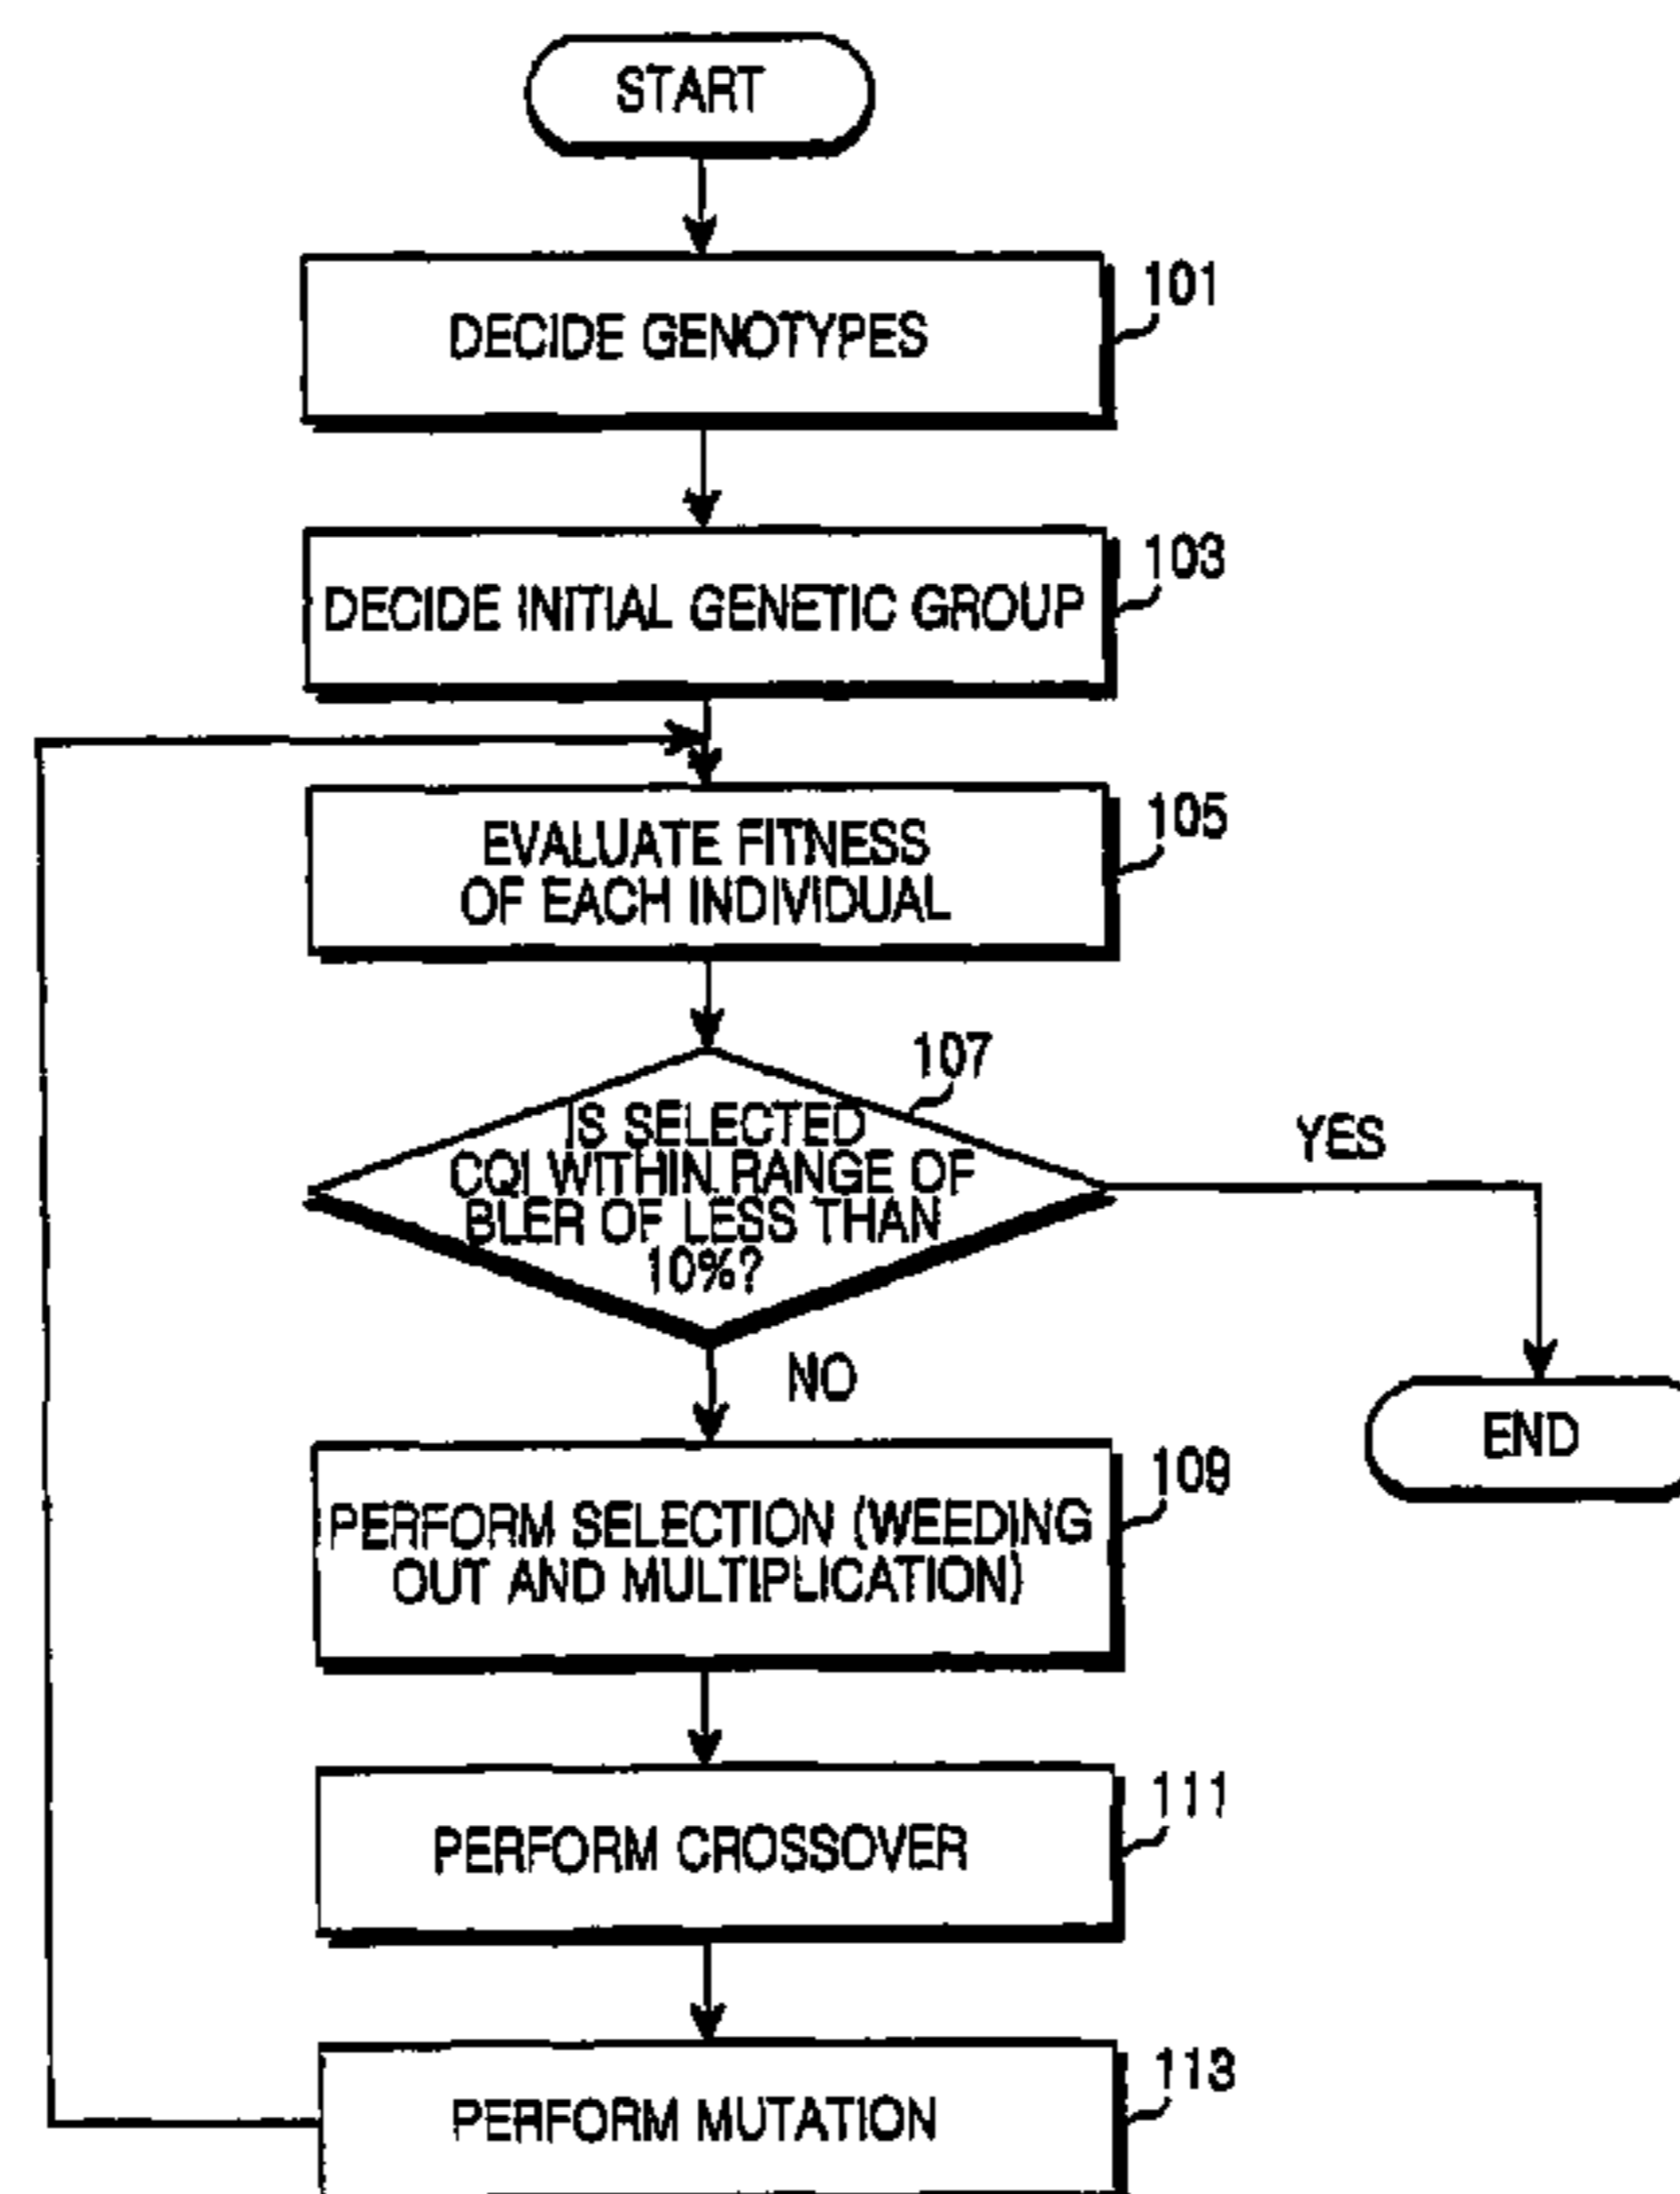 START
DECIDE GENOTYPES
101
DECIDE INITIAL GENETIC GROUP
103
EVALUATE FITNESS
OF EACH INDIVIDUAL
105
107
IS SELECTED
CQI WITHIN RANGE OF
BLER OF LESS THAN
10%?
YES
NO
END
PERFORM SELECTION (WEEDING
OUT AND MULTIPLICATION)
109
PERFORM CROSSOVER
111
PERFORM MUTATION
113